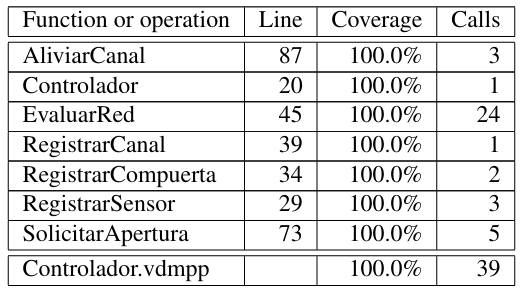 Function or operation Line Coverage Calls
AliviarCanal 87 100.0% 3
Controlador 20 100.0% 1
EvaluarRed 45 100.0% 24
RegistrarCanal 39 100.0% 1
RegistrarCompuerta 34 100.0% 2
RegistrarSensor 29 100.0% 3
SolicitarApertura 73 100.0% 5
Controlador.vdmpp 100.0% 39